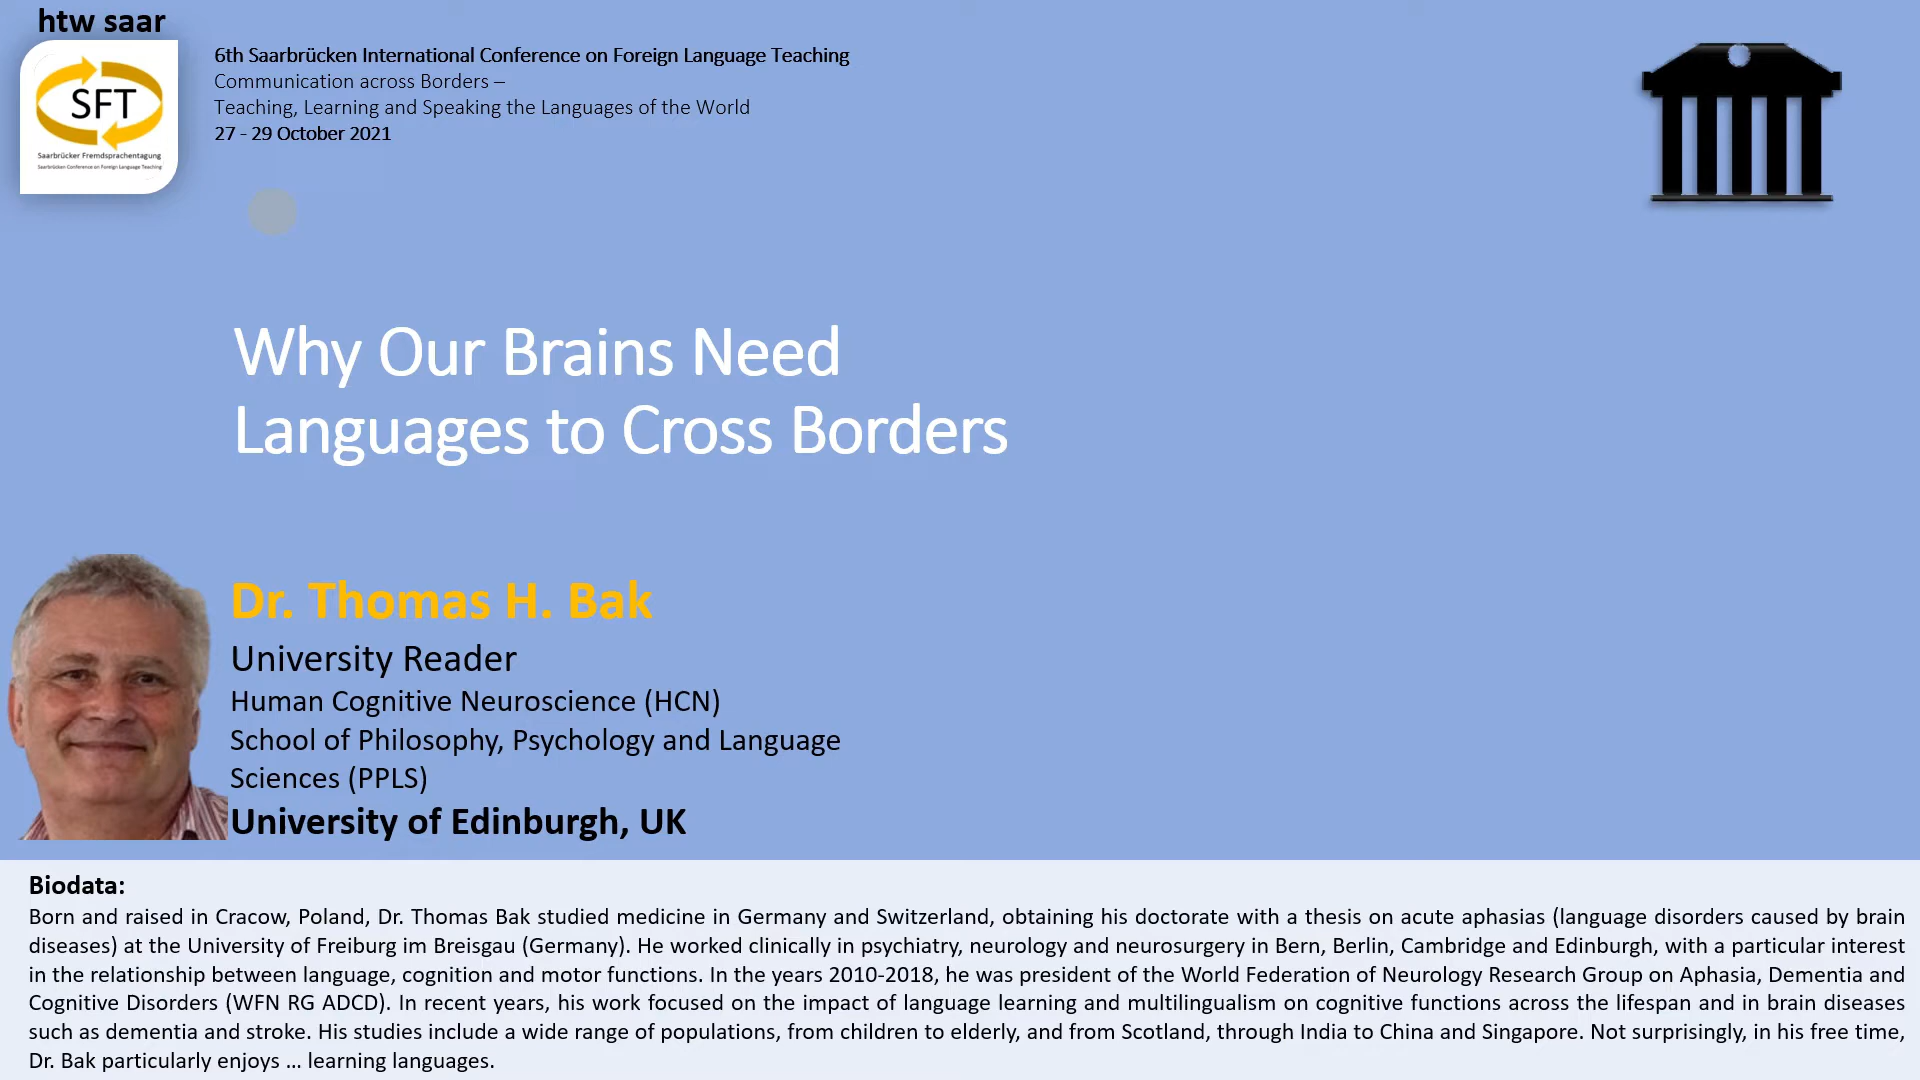 htw saar
SFT
Saarbrücker Fremdsprachentagung
Saarbrücken Conference on Foreign Language Teaching
6th Saarbrücken International Conference on Foreign Language Teaching
Communication across Borders –
Teaching, Learning and Speaking the Languages of the World
27 - 29 October 2021
Why Our Brains Need
Languages to Cross Borders
Dr. Thomas H. Bak
University Reader
Human Cognitive Neuroscience (HCN)
School of Philosophy, Psychology and Language
Sciences (PPLS)
University of Edinburgh, UK
Biodata:
Born and raised in Cracow, Poland, Dr. Thomas Bak studied medicine in Germany and Switzerland, obtaining his doctorate with a thesis on acute aphasias (language disorders caused by brain
diseases) at the University of Freiburg im Breisgau (Germany). He worked clinically in psychiatry, neurology and neurosurgery in Bern, Berlin, Cambridge and Edinburgh, with a particular interest
in the relationship between language, cognition and motor functions. In the years 2010-2018, he was president of the World Federation of Neurology Research Group on Aphasia, Dementia and
Cognitive Disorders (WFN RG ADCD). In recent years, his work focused on the impact of language learning and multilingualism on cognitive functions across the lifespan and in brain diseases
such as dementia and stroke. His studies include a wide range of populations, from children to elderly, and from Scotland, through India to China and Singapore. Not surprisingly, in his free time,
Dr. Bak particularly enjoys … learning languages.